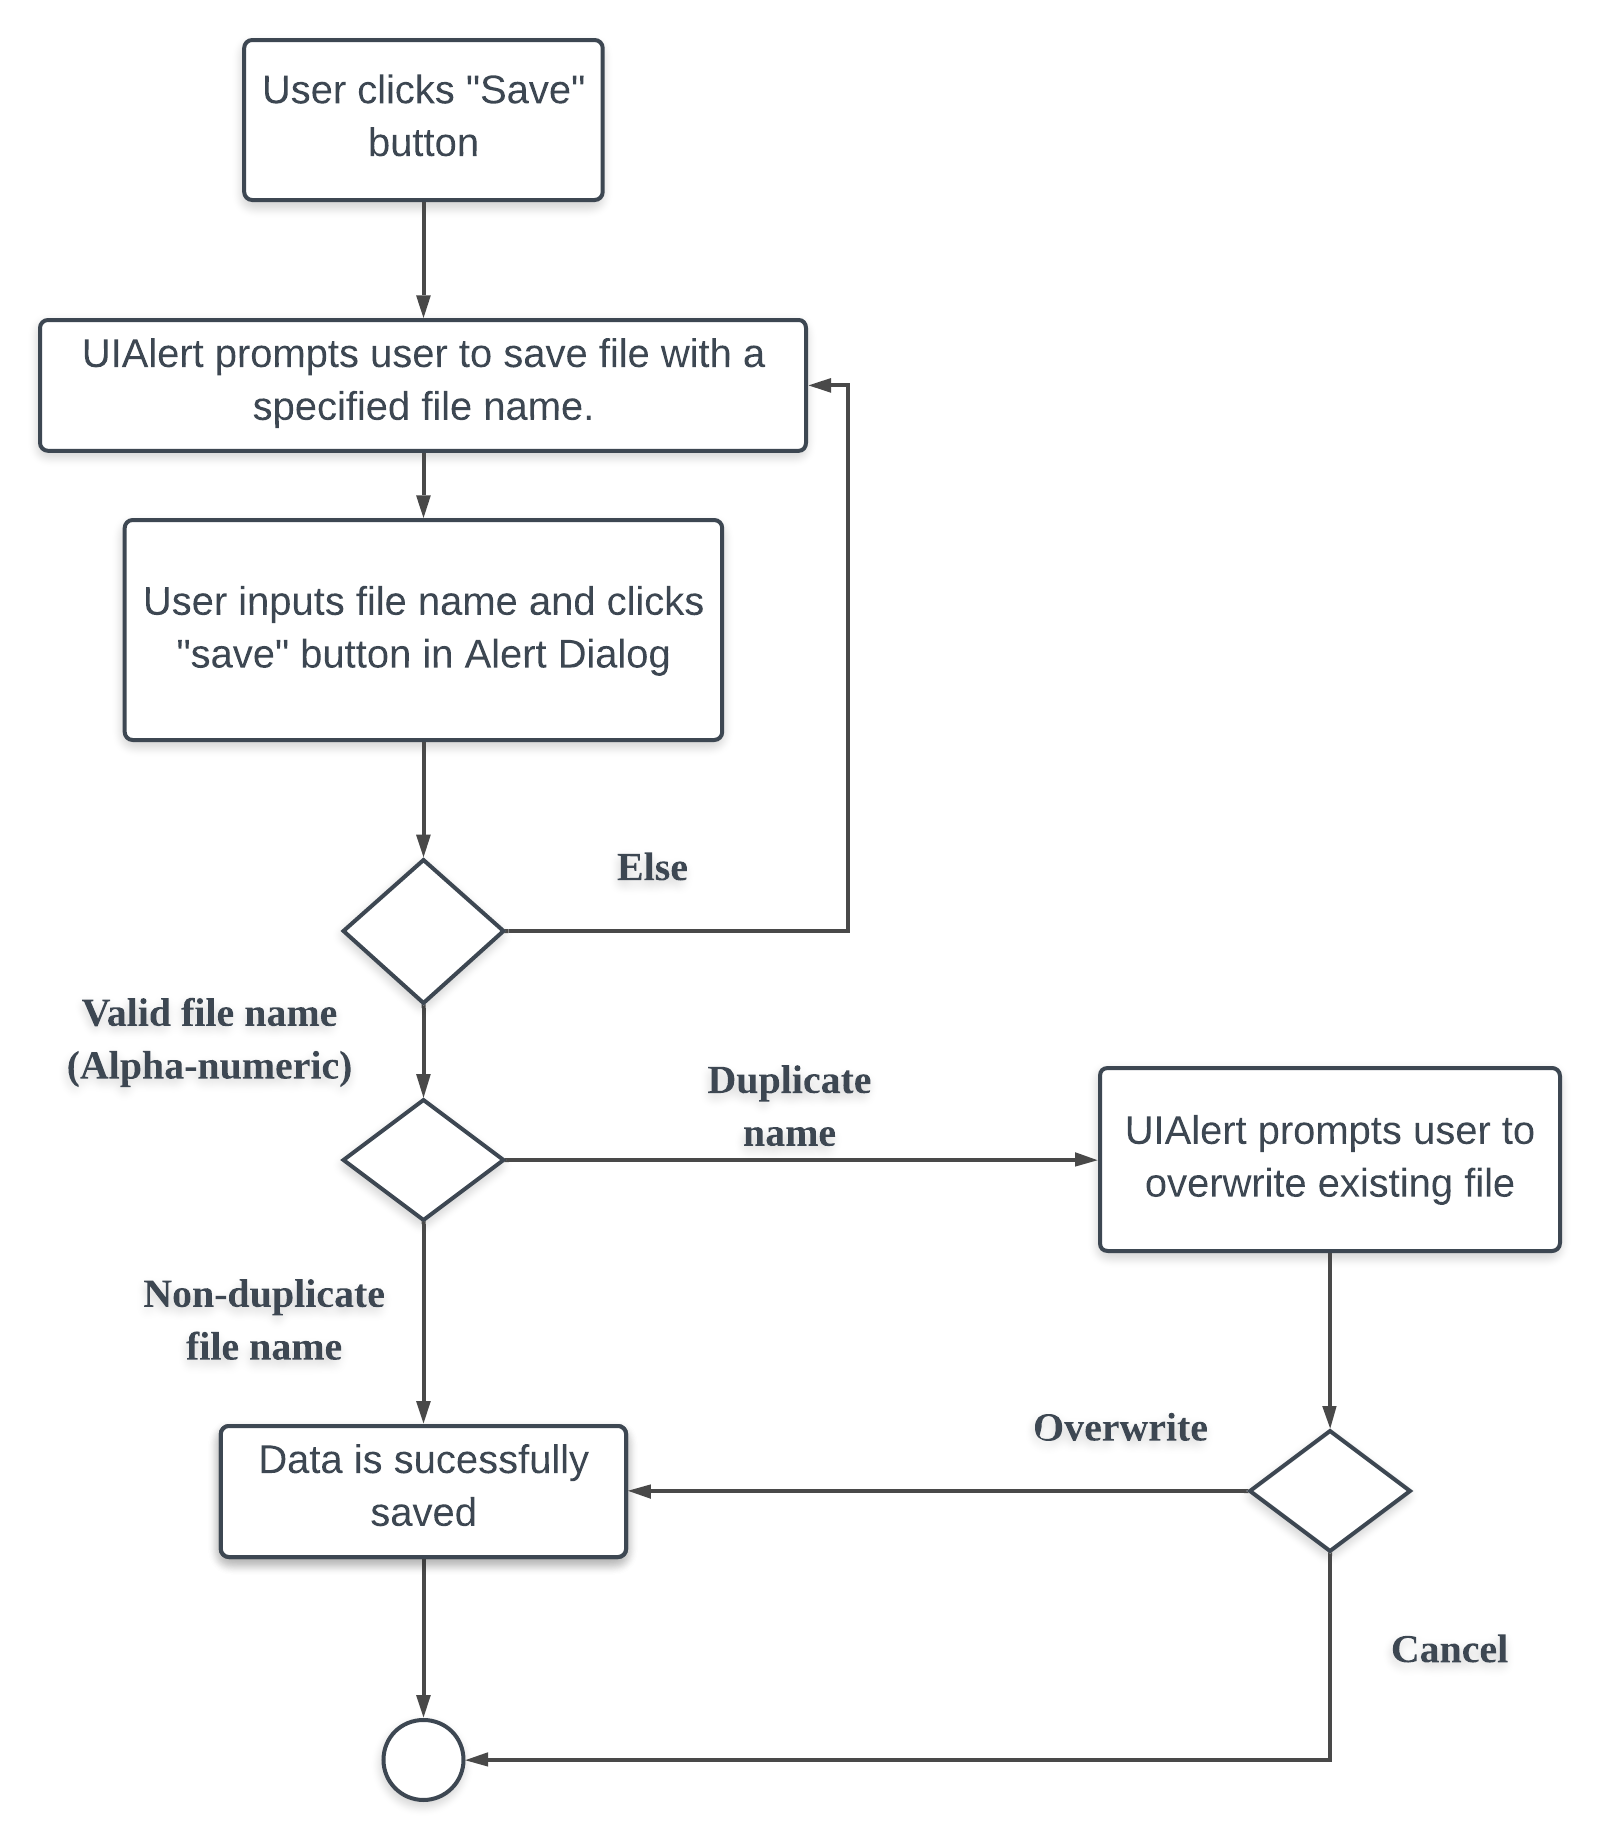 User clicks "Save"
button
UIAlert prompts user to save file with a
specified file name.
User inputs file name and clicks
"save" button in Alert Dialog
Else
Valid file name
(Alpha-numeric)
Duplicate
name
UIAlert prompts user to
overwrite existing file
Non-duplicate
file name
Overwrite
Data is sucessfully
saved
Cancel